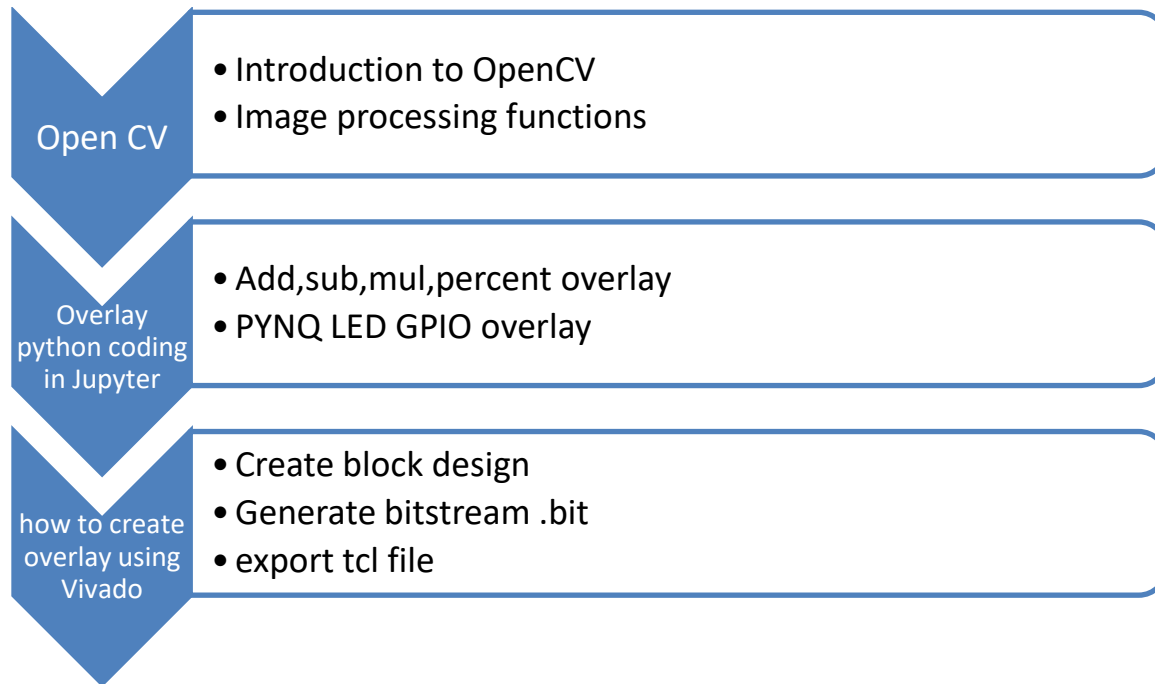 Open CV
• Introduction to OpenCV
• Image processing functions
Overlay
python coding
in Jupyter
• Add,sub,mul,percent overlay
• PYNQ LED GPIO overlay
how to create
overlay using
Vivado
• Create block design
• Generate bitstream .bit
• export tcl file